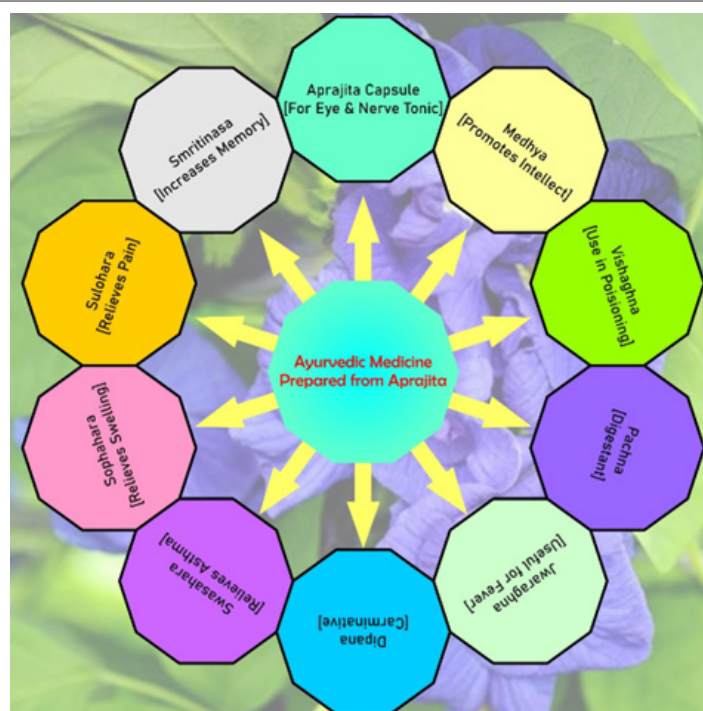 Aprajita Capsule
[For Eye & Nerve Tonic]
Medhya
[Promotes Intellect]
Vishaghna
[Use in Poisioning]
Pachna
[Digestant]
Jwaraghna
[Useful for Fever]
Dipana
[Carminative]
Swasahara
[Relieves Asthma]
Sophahara
[Relieves Swelling]
Sulohara
[Relieves Pain]
Smritinasa
[Increases Memory]
Ayurvedic Medicine
Prepared from Aprajita